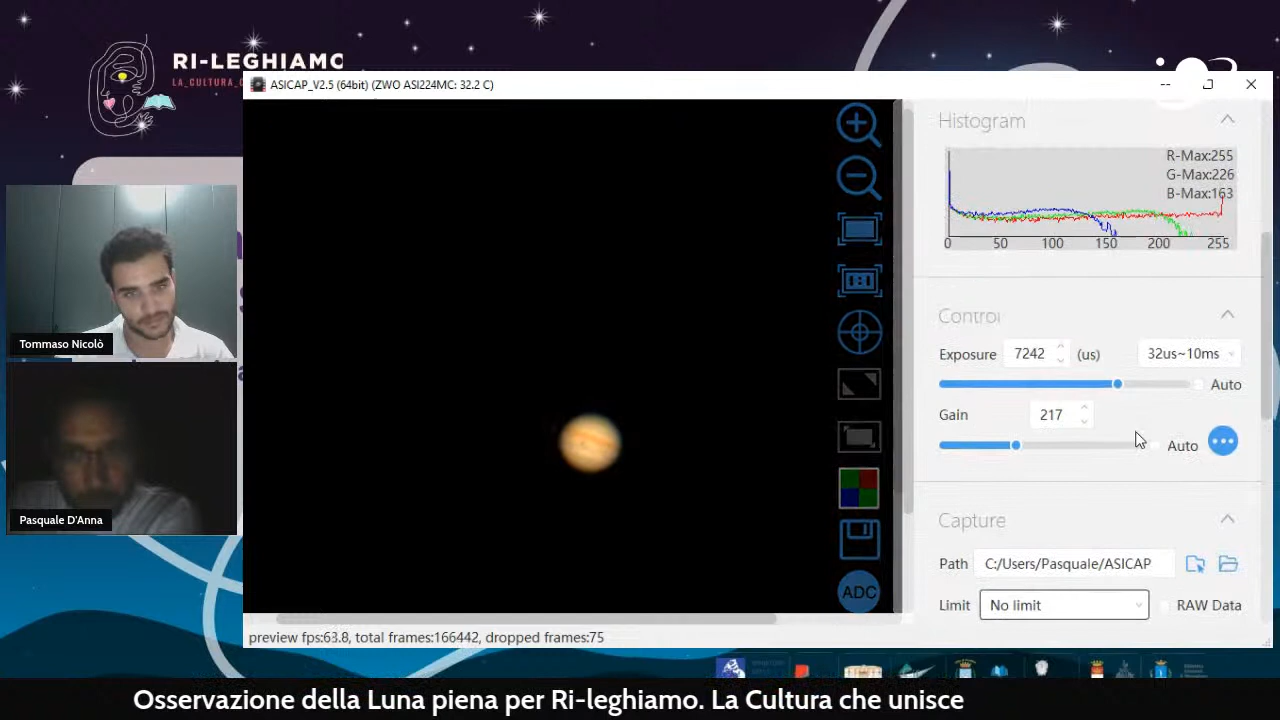 RI-LEGHIAMO
ASICAP_V2.5 (64bit) (ZWO ASI224MC: 32.2 C)
Histogram
R-Max:255
G-Max:226
B-Max:163
0 50 100 150 200 255
Control
Exposure 7242 (us) 32us~10ms
Auto
Gain 217
Auto
Capture
Path C:/Users/Pasquale/ASICAP
Limit No limit RAW Data
ADC
preview fps:63.8, total frames:166442, dropped frames:75
Tommaso Nicolò
Pasquale D'Anna
Osservazione della Luna piena per Ri-leghiamo. La Cultura che unisce